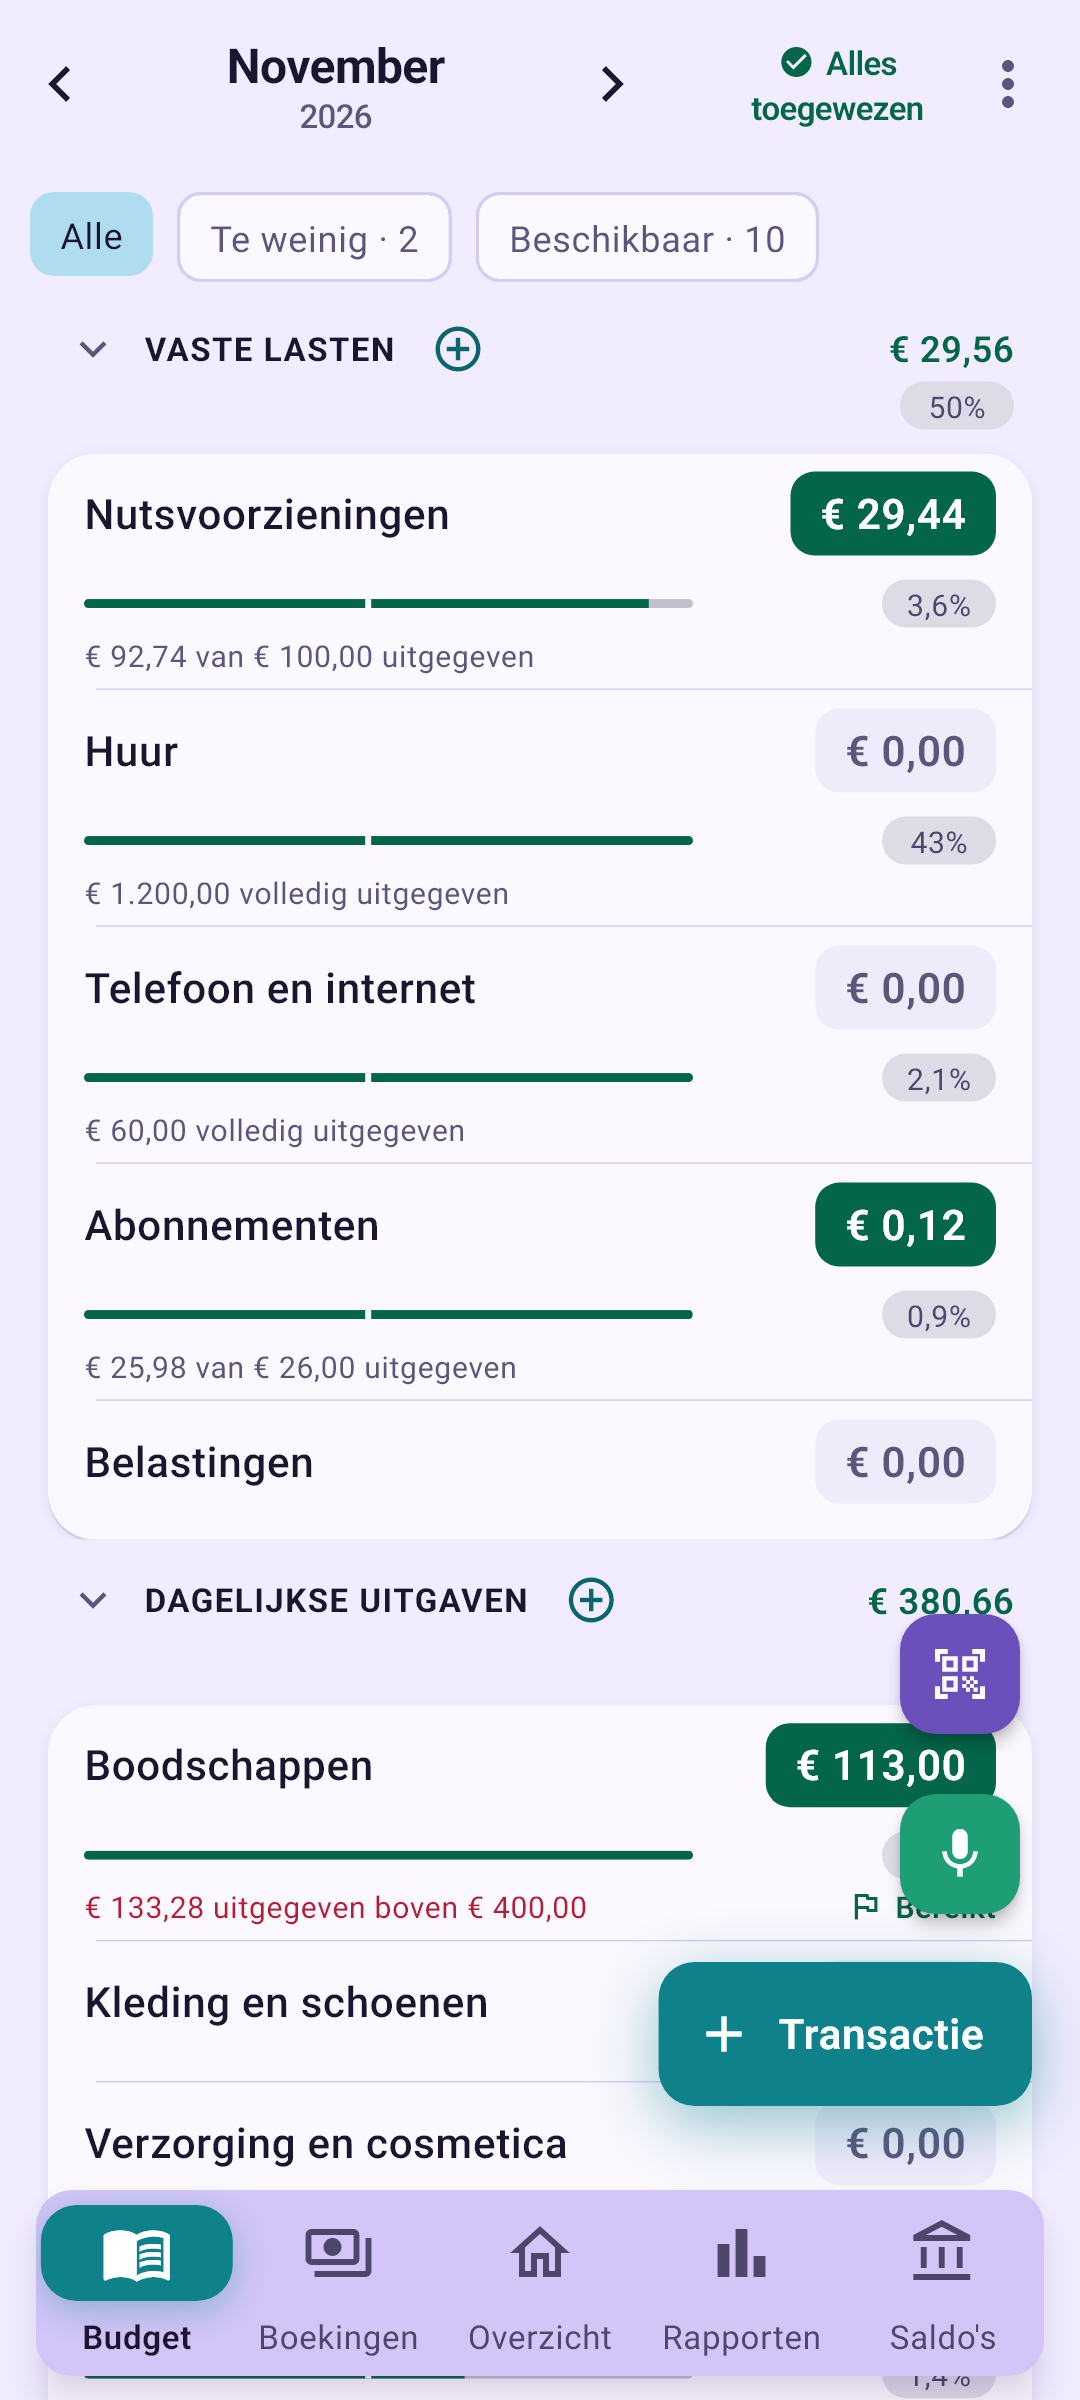 November
2026
Alles
toegewezen
Alle
Te weinig · 2
Beschikbaar · 10
VASTE LASTEN
€ 29,56
50%
Nutsvoorzieningen
€ 29,44
3,6%
€ 92,74 van € 100,00 uitgegeven
Huur
€ 0,00
43%
€ 1.200,00 volledig uitgegeven
Telefoon en internet
€ 0,00
2,1%
€ 60,00 volledig uitgegeven
Abonnementen
€ 0,12
0,9%
€ 25,98 van € 26,00 uitgegeven
Belastingen
€ 0,00
DAGELIJKSE UITGAVEN
€ 380,66
Boodschappen
€ 113,00
€ 133,28 uitgegeven boven € 400,00
Kleding en schoenen
Transactie
Verzorging en cosmetica
€ 0,00
Budget
Boekingen
Overzicht
Rapporten
Saldo's
1,4%